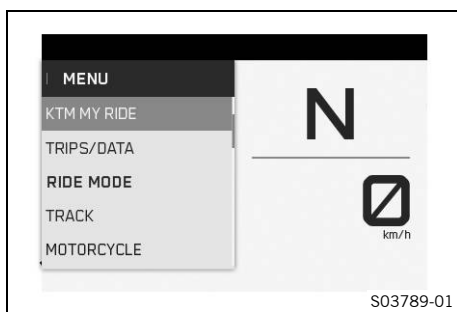 MENU
KTM MY RIDE
TRIPS/DATA
RIDE MODE
TRACK
MOTORCYCLE
N
0
km/h
S03789-01